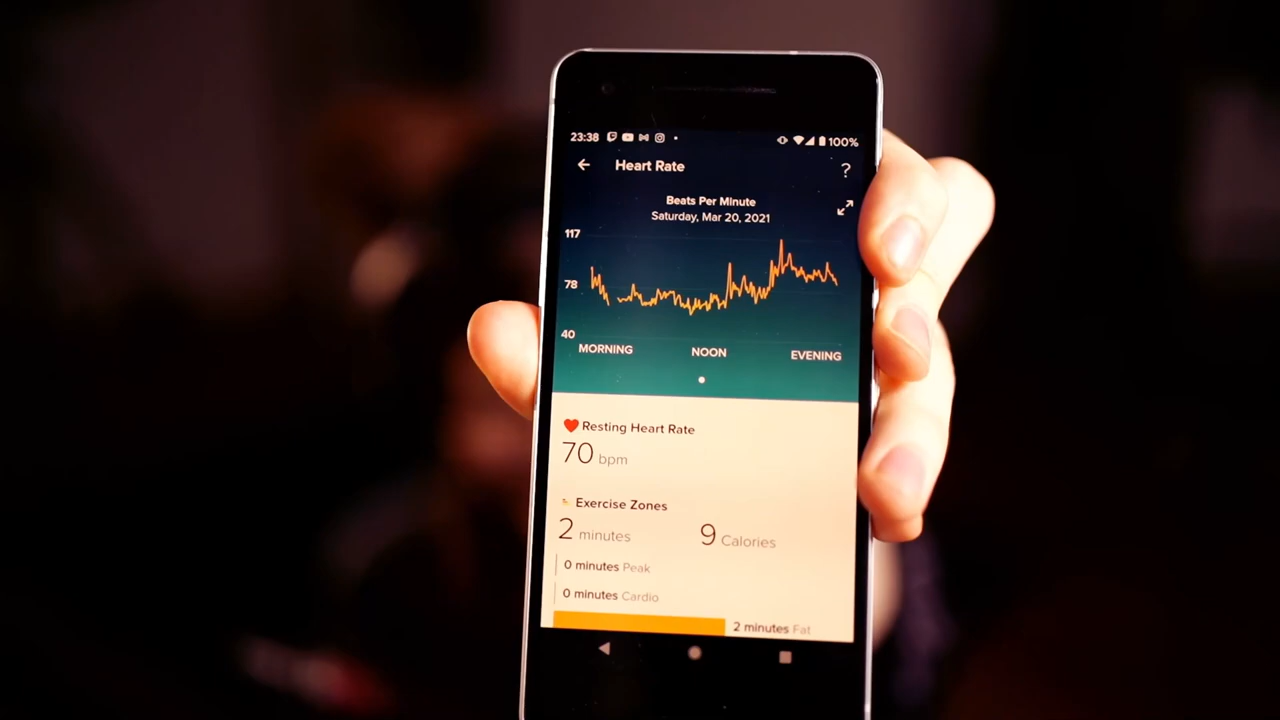 23:38 100%
Heart Rate ?
Beats Per Minute
Saturday, Mar 20, 2021
117
78
40
MORNING NOON EVENING
Resting Heart Rate
70 bpm
Exercise Zones
2 minutes 9 Calories
0 minutes Peak
0 minutes Cardio
2 minutes Fat